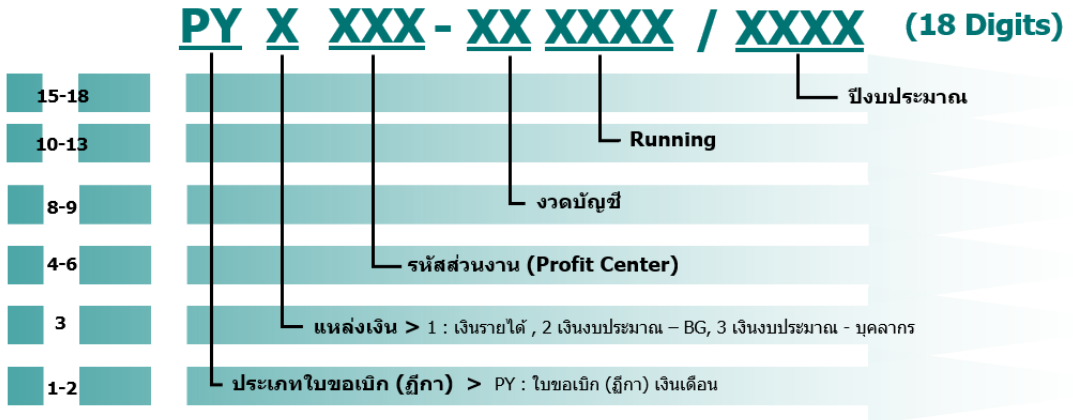 PY X XXX - XX XXXX / XXXX (18 Digits)
15-18 ปีงบประมาณ
10-13 Running
8-9 งวดบัญชี
4-6 รหัสส่วนงาน (Profit Center)
3 แหล่งเงิน > 1 : เงินรายได้ , 2 เงินงบประมาณ – BG, 3 เงินงบประมาณ - บุคลากร
1-2 ประเภทใบขอเบิก (ฎีกา) > PY : ใบขอเบิก (ฎีกา) เงินเดือน